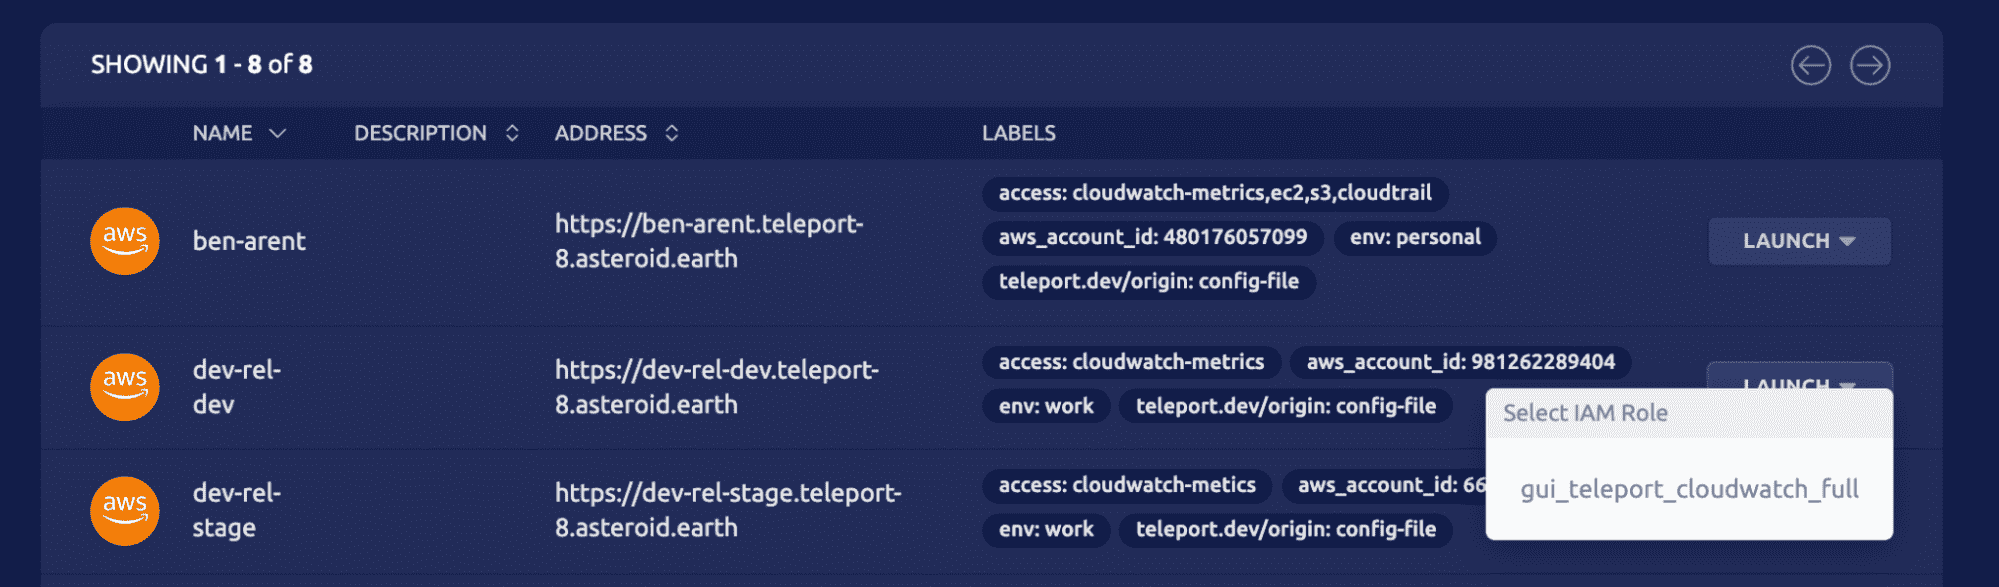 SHOWING 1 - 8 of 8
NAME DESCRIPTION ADDRESS LABELS
aws
ben-arent
https://ben-arent.teleport-
8.asteroid.earth
access: cloudwatch-metrics,ec2,s3,cloudtrail
aws_account_id: 480176057099 env: personal
teleport.dev/origin: config-file
LAUNCH
aws
dev-rel-
dev
https://dev-rel-dev.teleport-
8.asteroid.earth
access: cloudwatch-metrics aws_account_id: 981262289404
env: work teleport.dev/origin: config-file
LAUNCH
Select IAM Role
gui_teleport_cloudwatch_full
aws
dev-rel-
stage
https://dev-rel-stage.teleport-
8.asteroid.earth
access: cloudwatch-metics aws_account_id: 66
env: work teleport.dev/origin: config-file